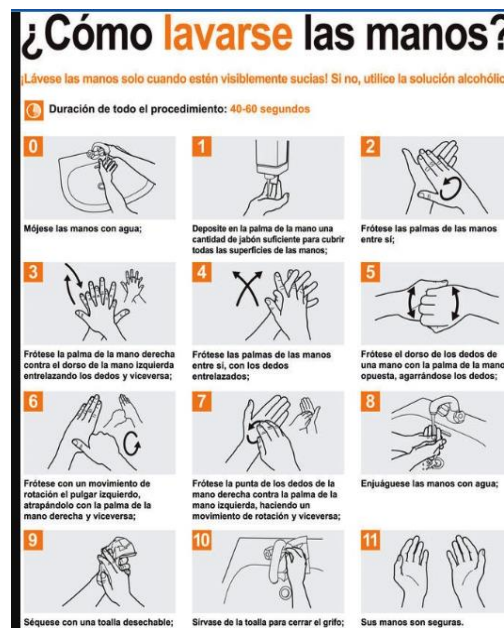 ¿Cómo lavarse las manos?
¡Lávese las manos solo cuando estén visiblemente sucias! Si no, utilice la solución alcohólic
Duración de todo el procedimiento: 40-60 segundos
0
Mójese las manos con agua;
1
Deposite en la palma de la mano una
cantidad de jabón suficiente para cubrir
todas las superficies de las manos;
2
Frótese las palmas de las manos
entre sí;
3
Frótese la palma de la mano derecha
contra el dorso de la mano izquierda
entrelazando los dedos y viceversa;
4
Frótese las palmas de las manos
entre sí, con los dedos
entrelazados;
5
Frótese el dorso de los dedos de
una mano con la palma de la mano
opuesta, agarrándose los dedos;
6
Frótese con un movimiento de
rotación el pulgar izquierdo,
atrapándolo con la palma de la
mano derecha y viceversa;
7
Frótese la punta de los dedos de la
mano derecha contra la palma de la
mano izquierda, haciendo un
movimiento de rotación y viceversa;
8
Enjuáguese las manos con agua;
9
Séquese con una toalla desechable;
10
Sírvase de la toalla para cerrar el grifo;
11
Sus manos son seguras.